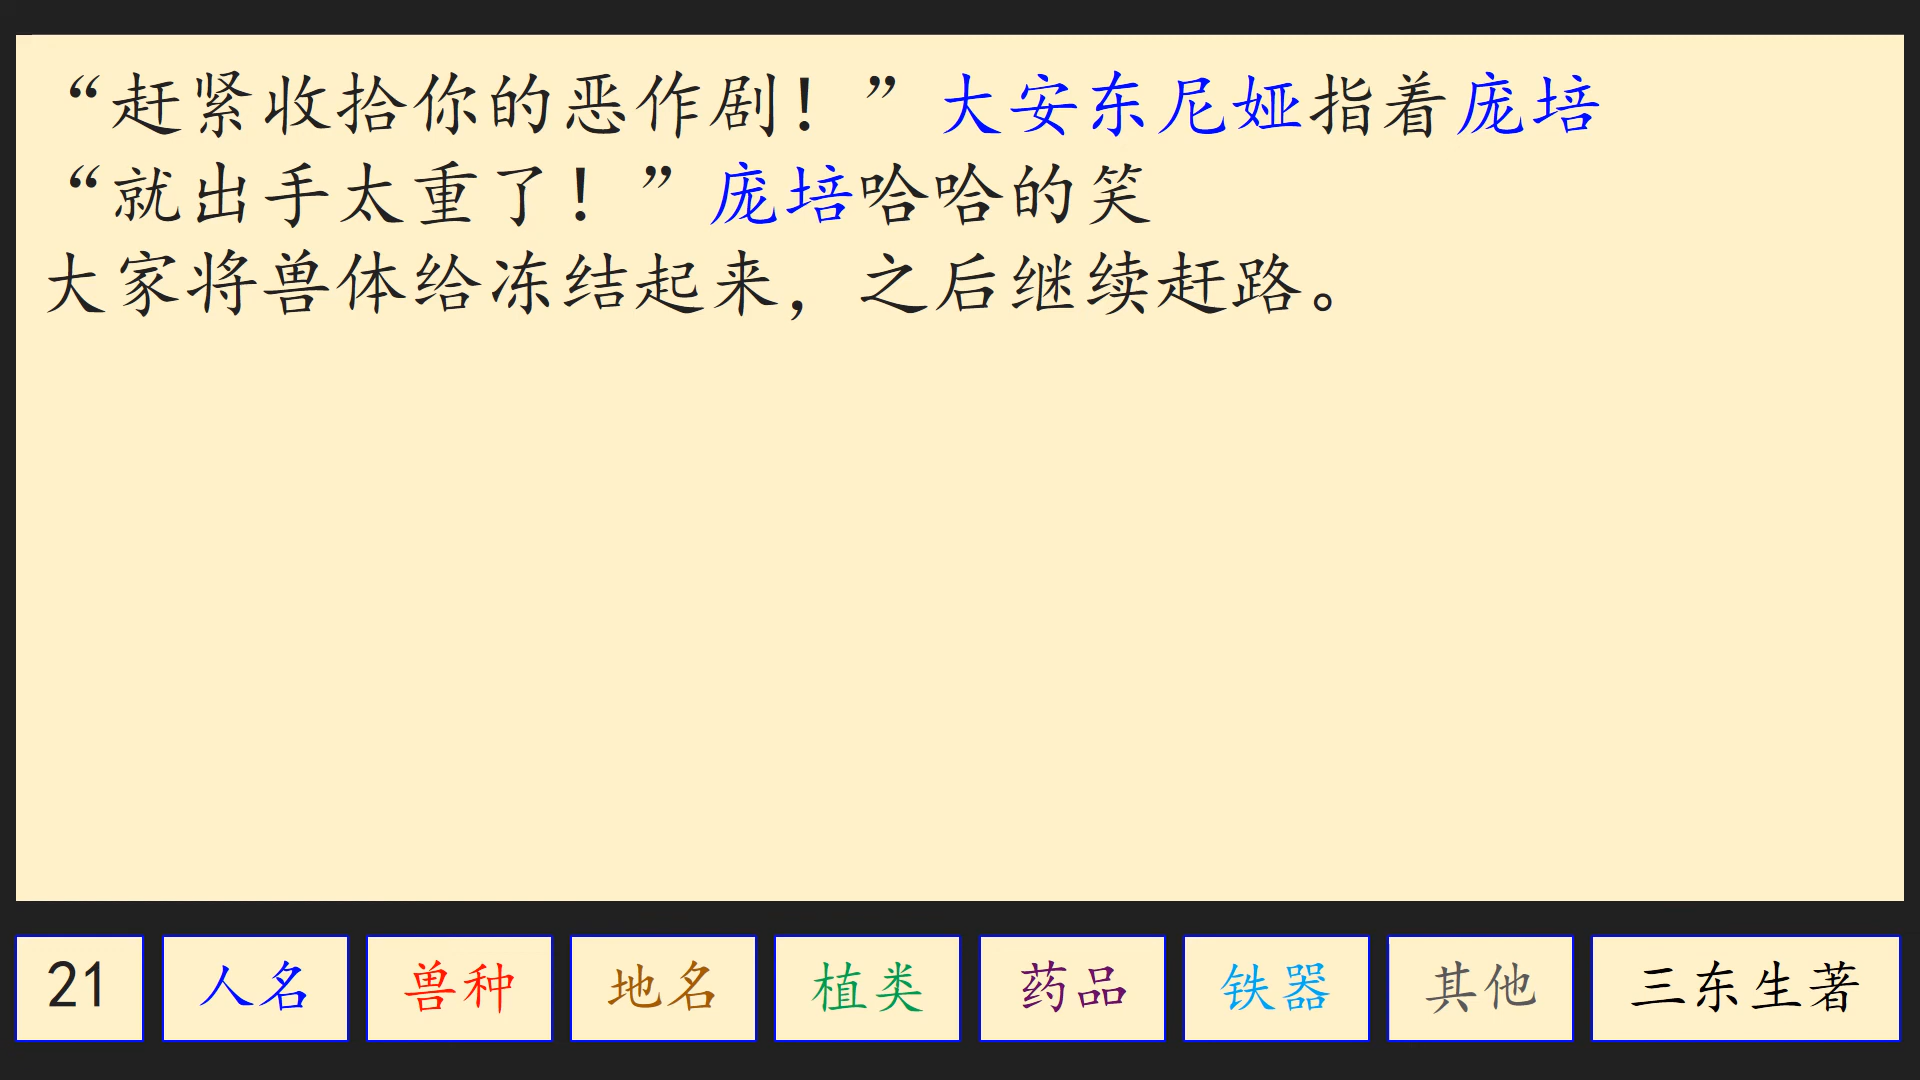 “赶紧收拾你的恶作剧！”大安东尼娅指着庞培
“就出手太重了！”庞培哈哈的笑
大家将兽体给冻结起来，之后继续赶路。
21 人名 兽种 地名 植类 药品 铁器 其他 三东生著